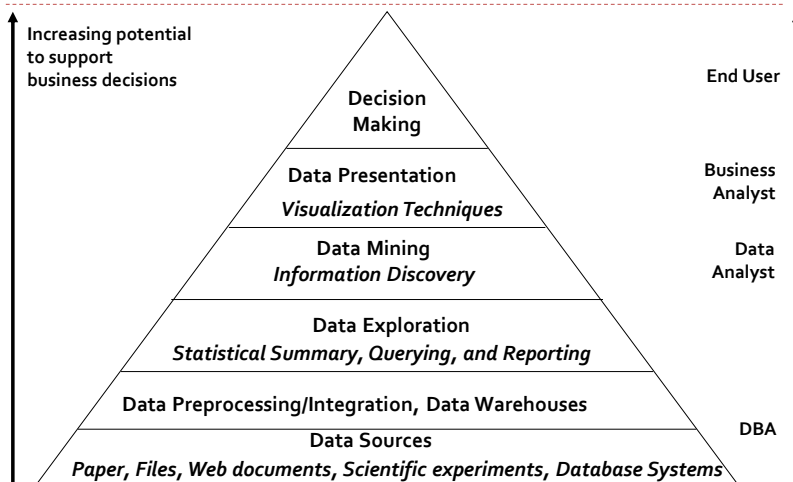 Increasing potential
to support
business decisions
End User
Decision
Making
Business
Analyst
Data Presentation
Visualization Techniques
Data Mining
Information Discovery
Data
Analyst
Data Exploration
Statistical Summary, Querying, and Reporting
Data Preprocessing/Integration, Data Warehouses
DBA
Data Sources
Paper, Files, Web documents, Scientific experiments, Database Systems